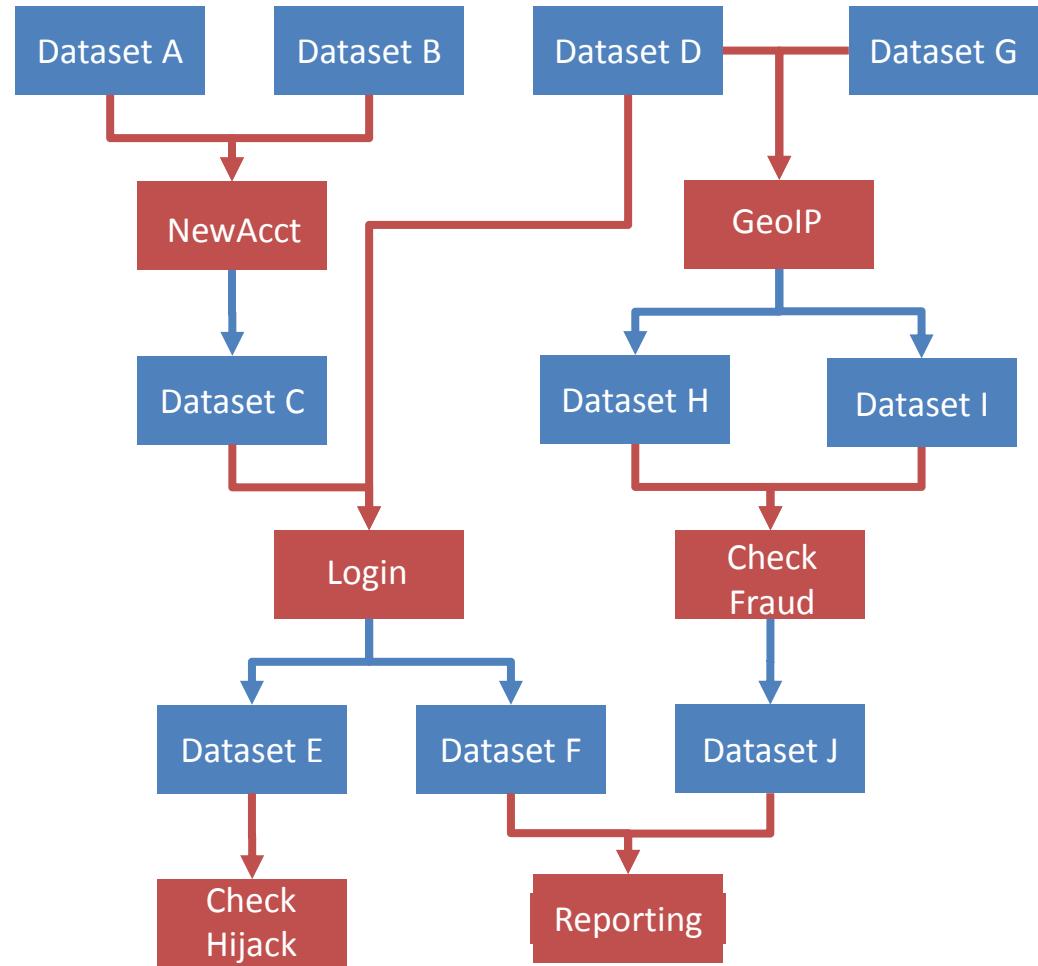 Dataset A
Dataset B
Dataset D
Dataset G
NewAcct
GeoIP
Dataset C
Dataset H
Dataset I
Login
Check
Fraud
Dataset E
Dataset F
Dataset J
Check
Hijack
Reporting